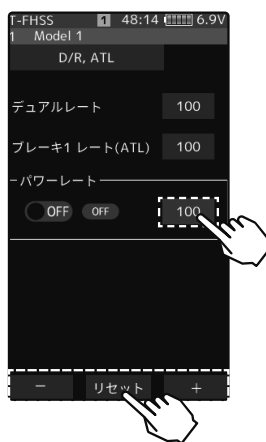 T-FHSS 1 48:14 6.9V
1 Model 1
D/R, ATL
デュアルレート 100
ブレーキ1 レート(ATL) 100
パワーレート
OFF OFF 100
− リセット +